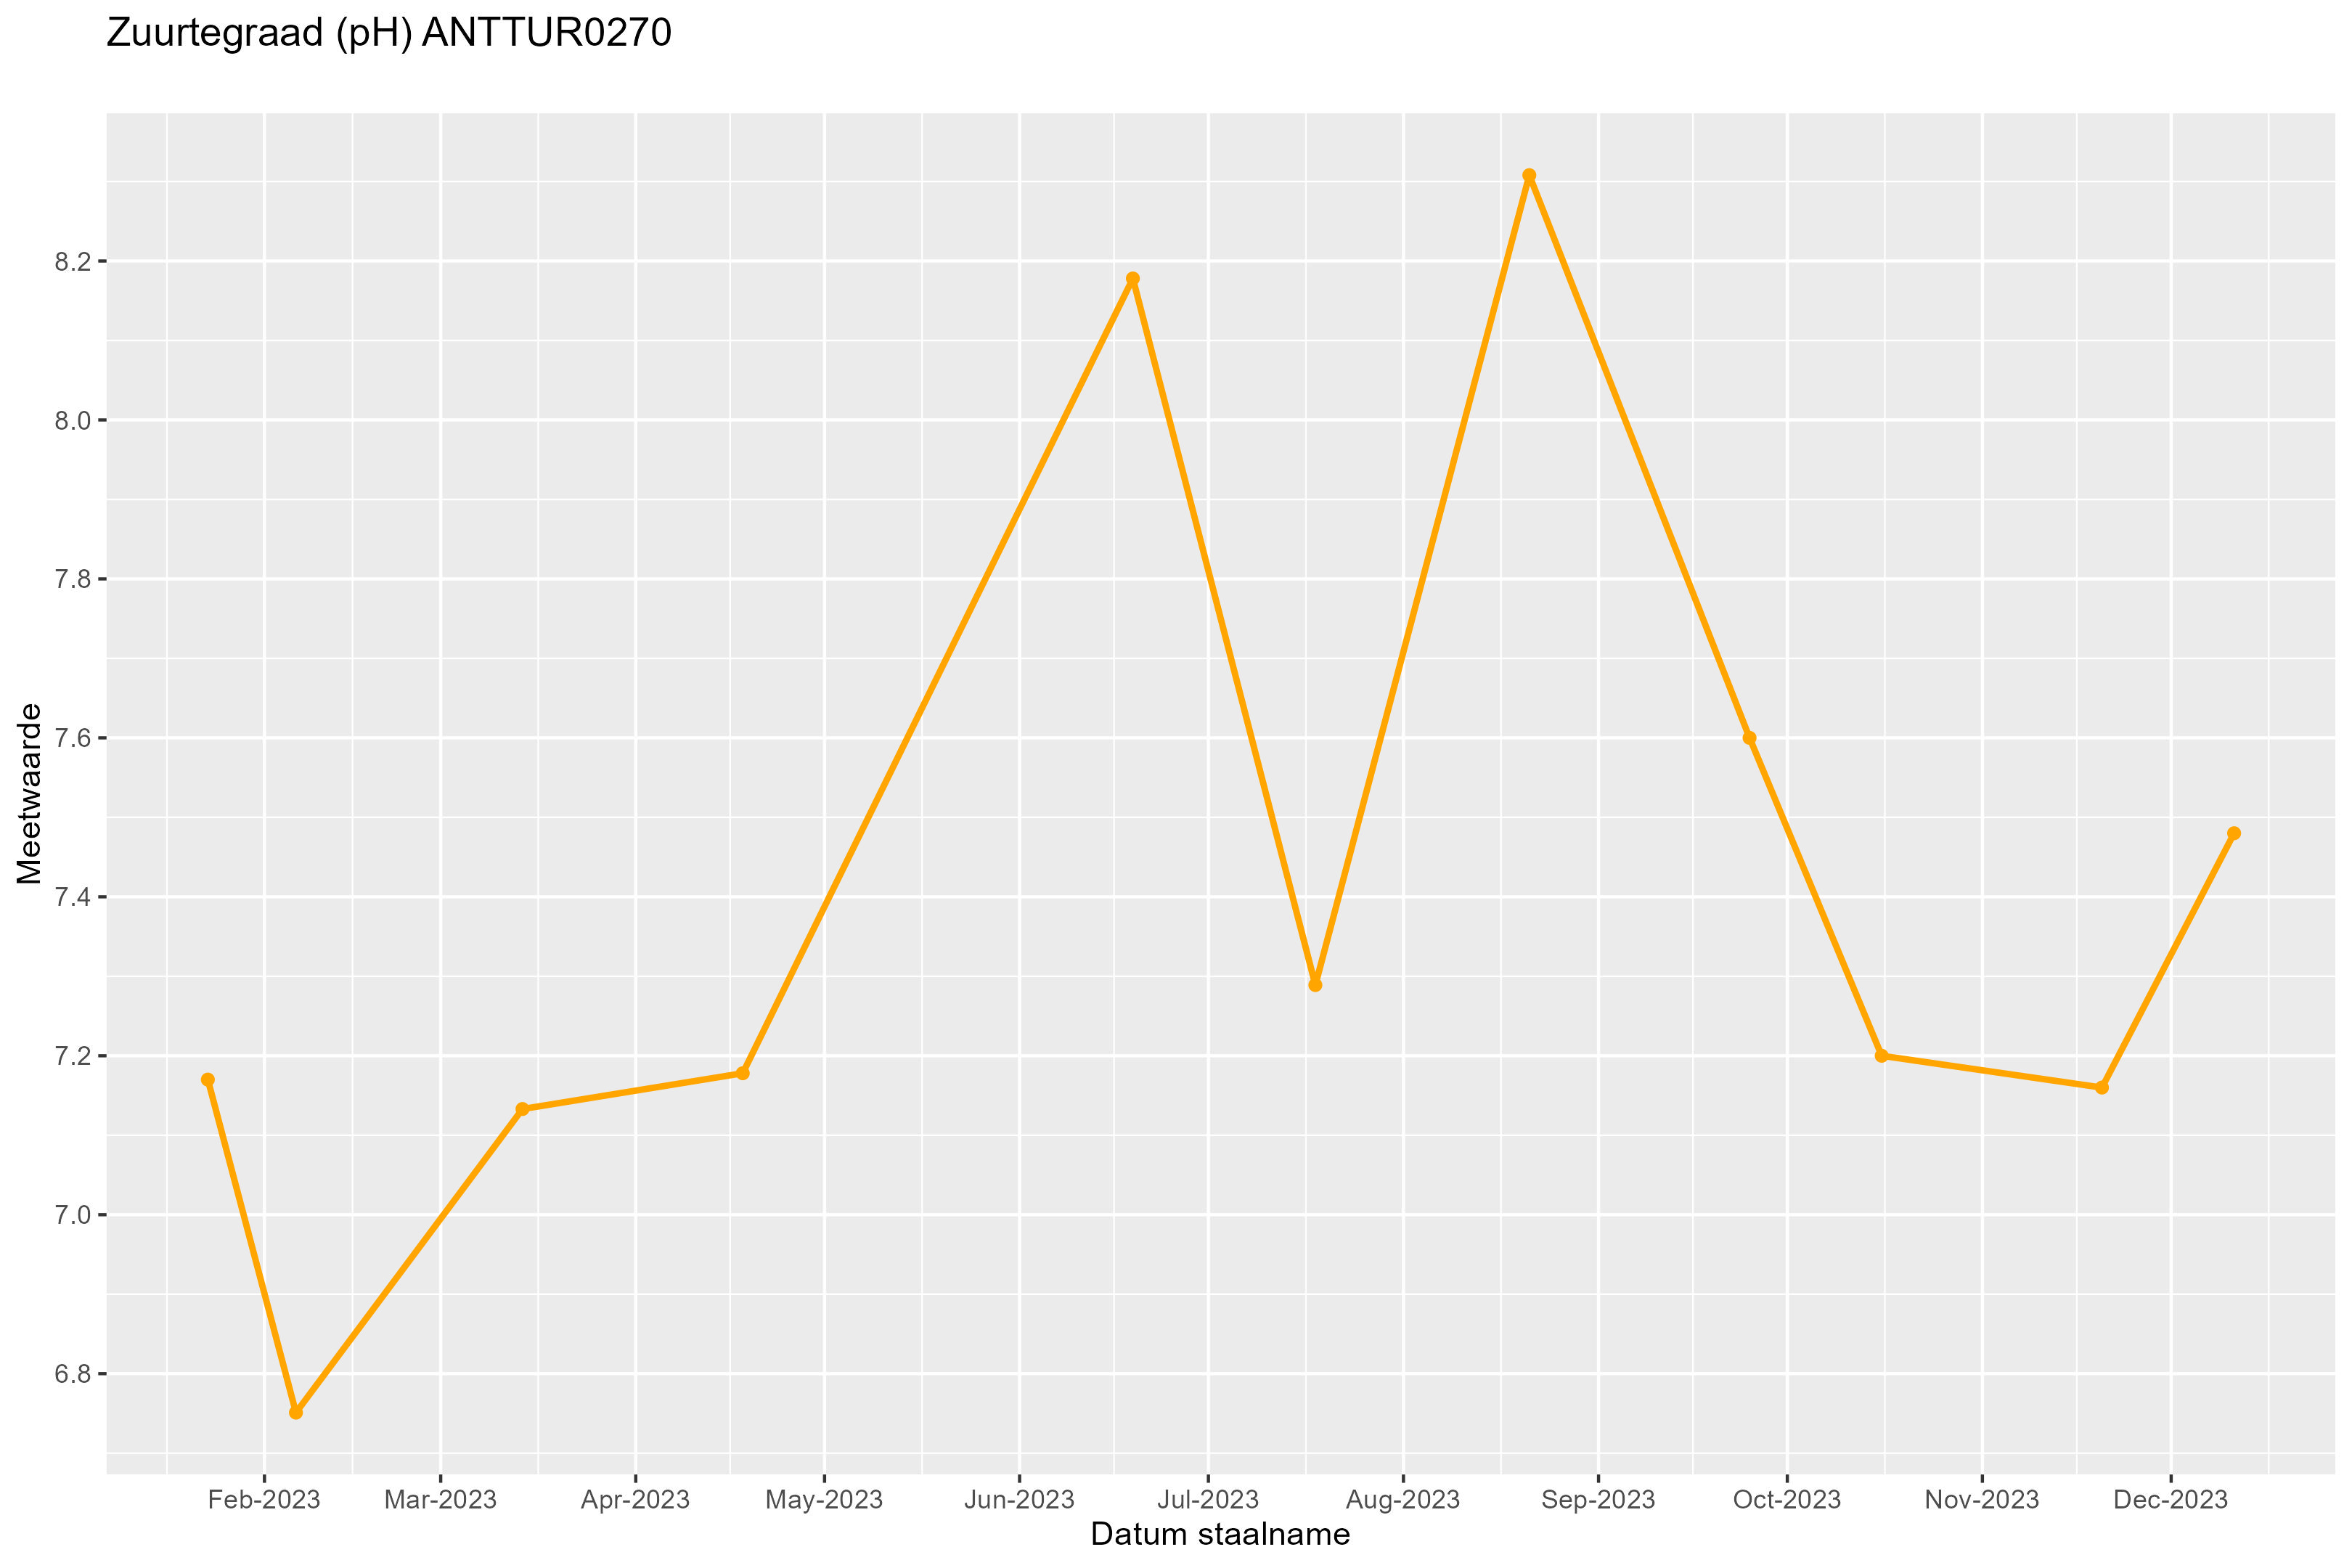 Zuurtegraad (pH) ANTTUR0270
Meetwaarde
8.2
8.0
7.8
7.6
7.4
7.2
7.0
6.8
Feb-2023 Mar-2023 Apr-2023 May-2023 Jun-2023 Jul-2023 Aug-2023 Sep-2023 Oct-2023 Nov-2023 Dec-2023
Datum staalname